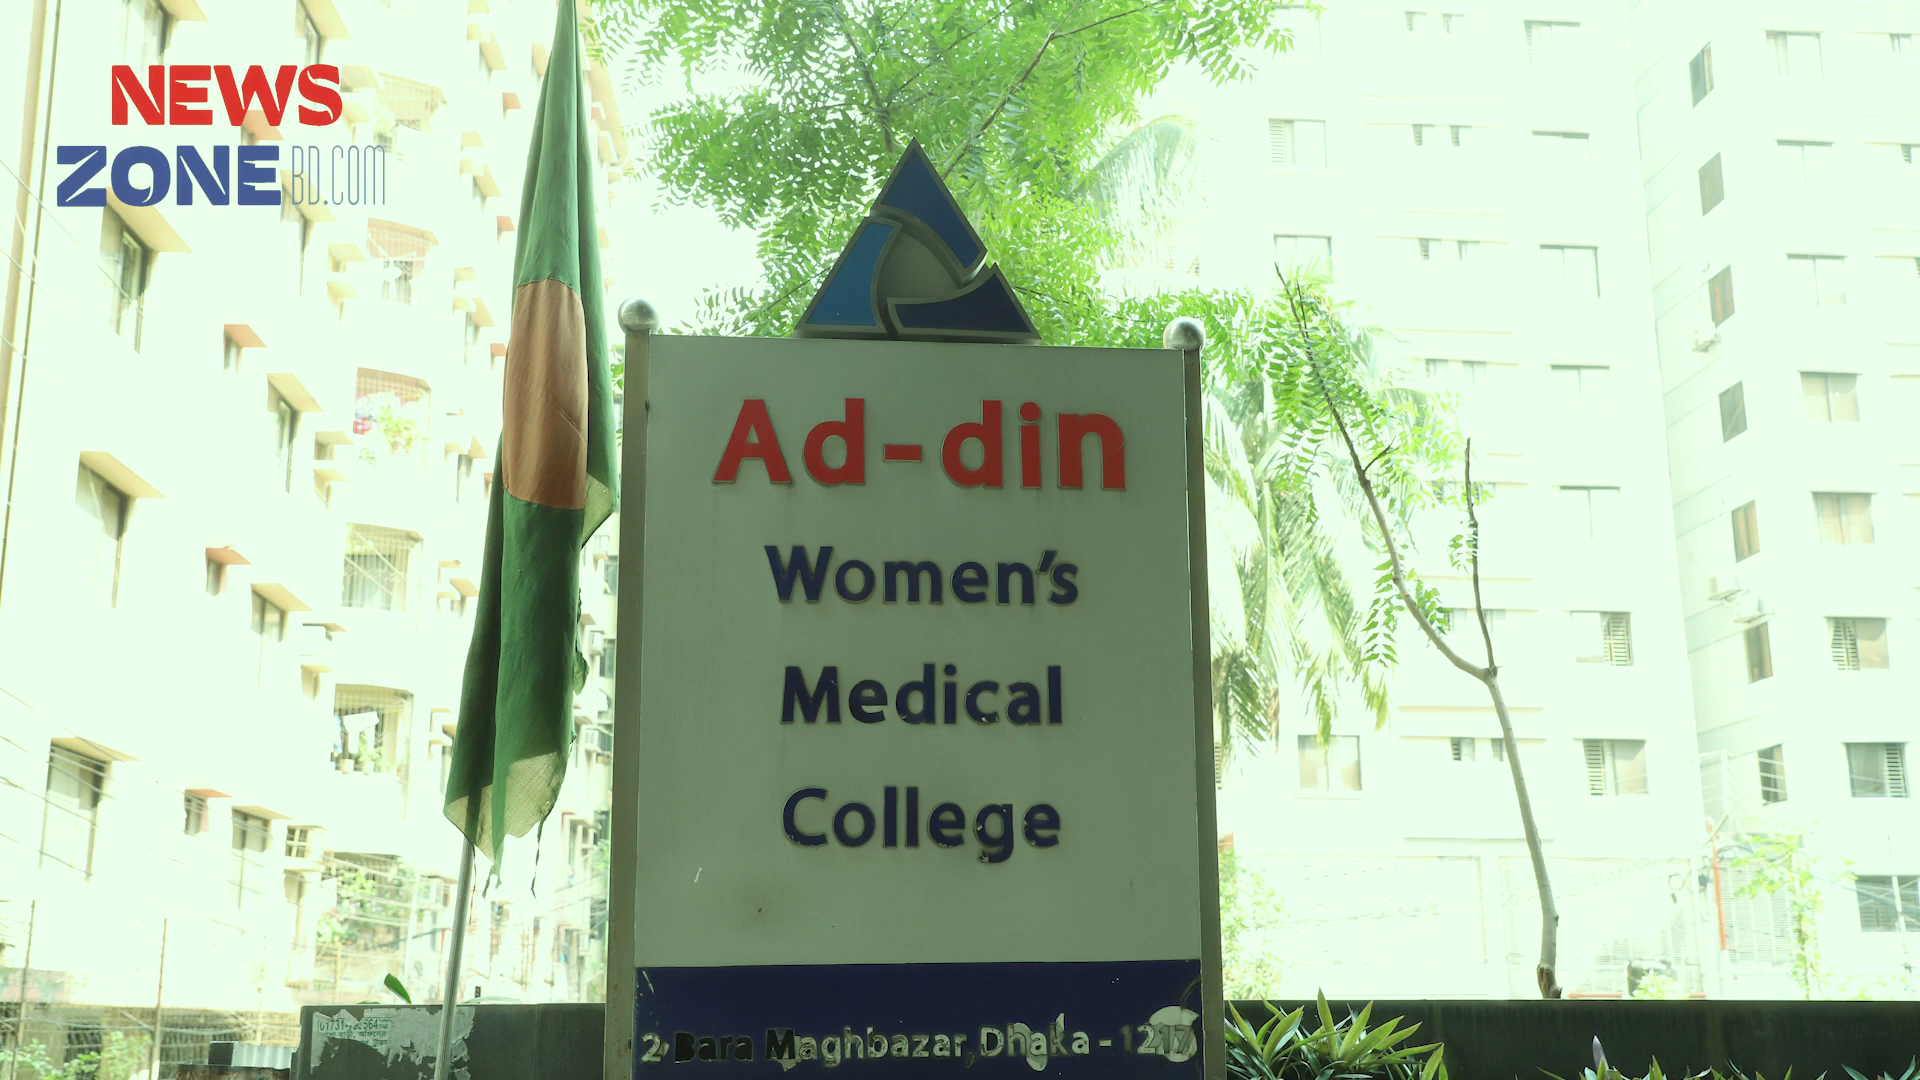 NEWS
ZONE BD.COM
Ad-din
Women's
Medical
College
2 Bara Maghbazar, Dhaka - 1217